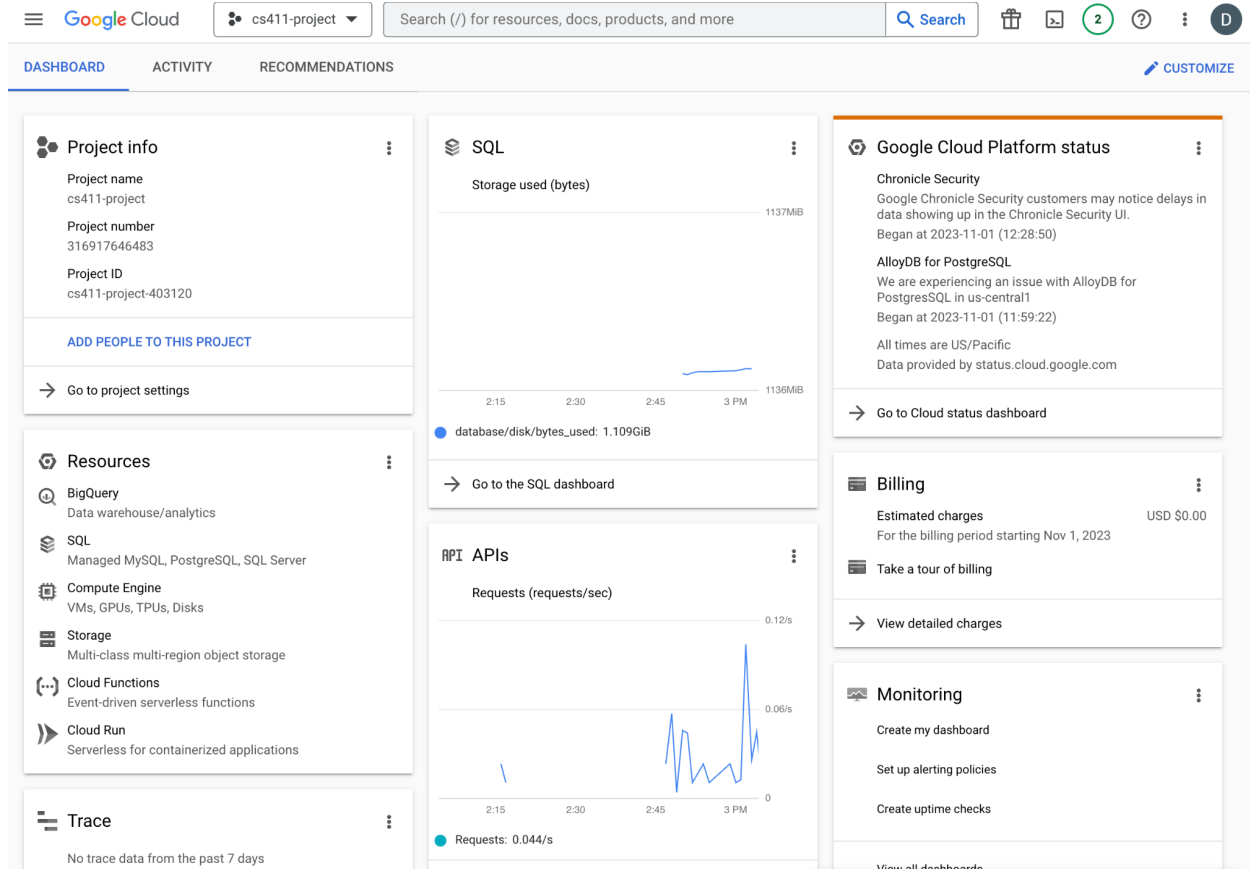 Google Cloud
cs411-project
Search (/) for resources, docs, products, and more
Search
2
D
DASHBOARD
ACTIVITY
RECOMMENDATIONS
CUSTOMIZE
Project info
Project name
cs411-project
Project number
316917646483
Project ID
cs411-project-403120
ADD PEOPLE TO THIS PROJECT
Go to project settings
Resources
BigQuery
Data warehouse/analytics
SQL
Managed MySQL, PostgreSQL, SQL Server
Compute Engine
VMs, GPUs, TPUs, Disks
Storage
Multi-class multi-region object storage
Cloud Functions
Event-driven serverless functions
Cloud Run
Serverless for containerized applications
Trace
No trace data from the past 7 days
SQL
Storage used (bytes)
1137MiB
1136MiB
2:15 2:30 2:45 3 PM
database/disk/bytes_used: 1.109GiB
Go to the SQL dashboard
API APIs
Requests (requests/sec)
0.12/s
0.06/s
0
2:15 2:30 2:45 3 PM
Requests: 0.044/s
Google Cloud Platform status
Chronicle Security
Google Chronicle Security customers may notice delays in
data showing up in the Chronicle Security UI.
Began at 2023-11-01 (12:28:50)
AlloyDB for PostgreSQL
We are experiencing an issue with AlloyDB for
PostgresSQL in us-central1
Began at 2023-11-01 (11:59:22)
All times are US/Pacific
Data provided by status.cloud.google.com
Go to Cloud status dashboard
Billing
Estimated charges USD $0.00
For the billing period starting Nov 1, 2023
Take a tour of billing
View detailed charges
Monitoring
Create my dashboard
Set up alerting policies
Create uptime checks
View all dashboards